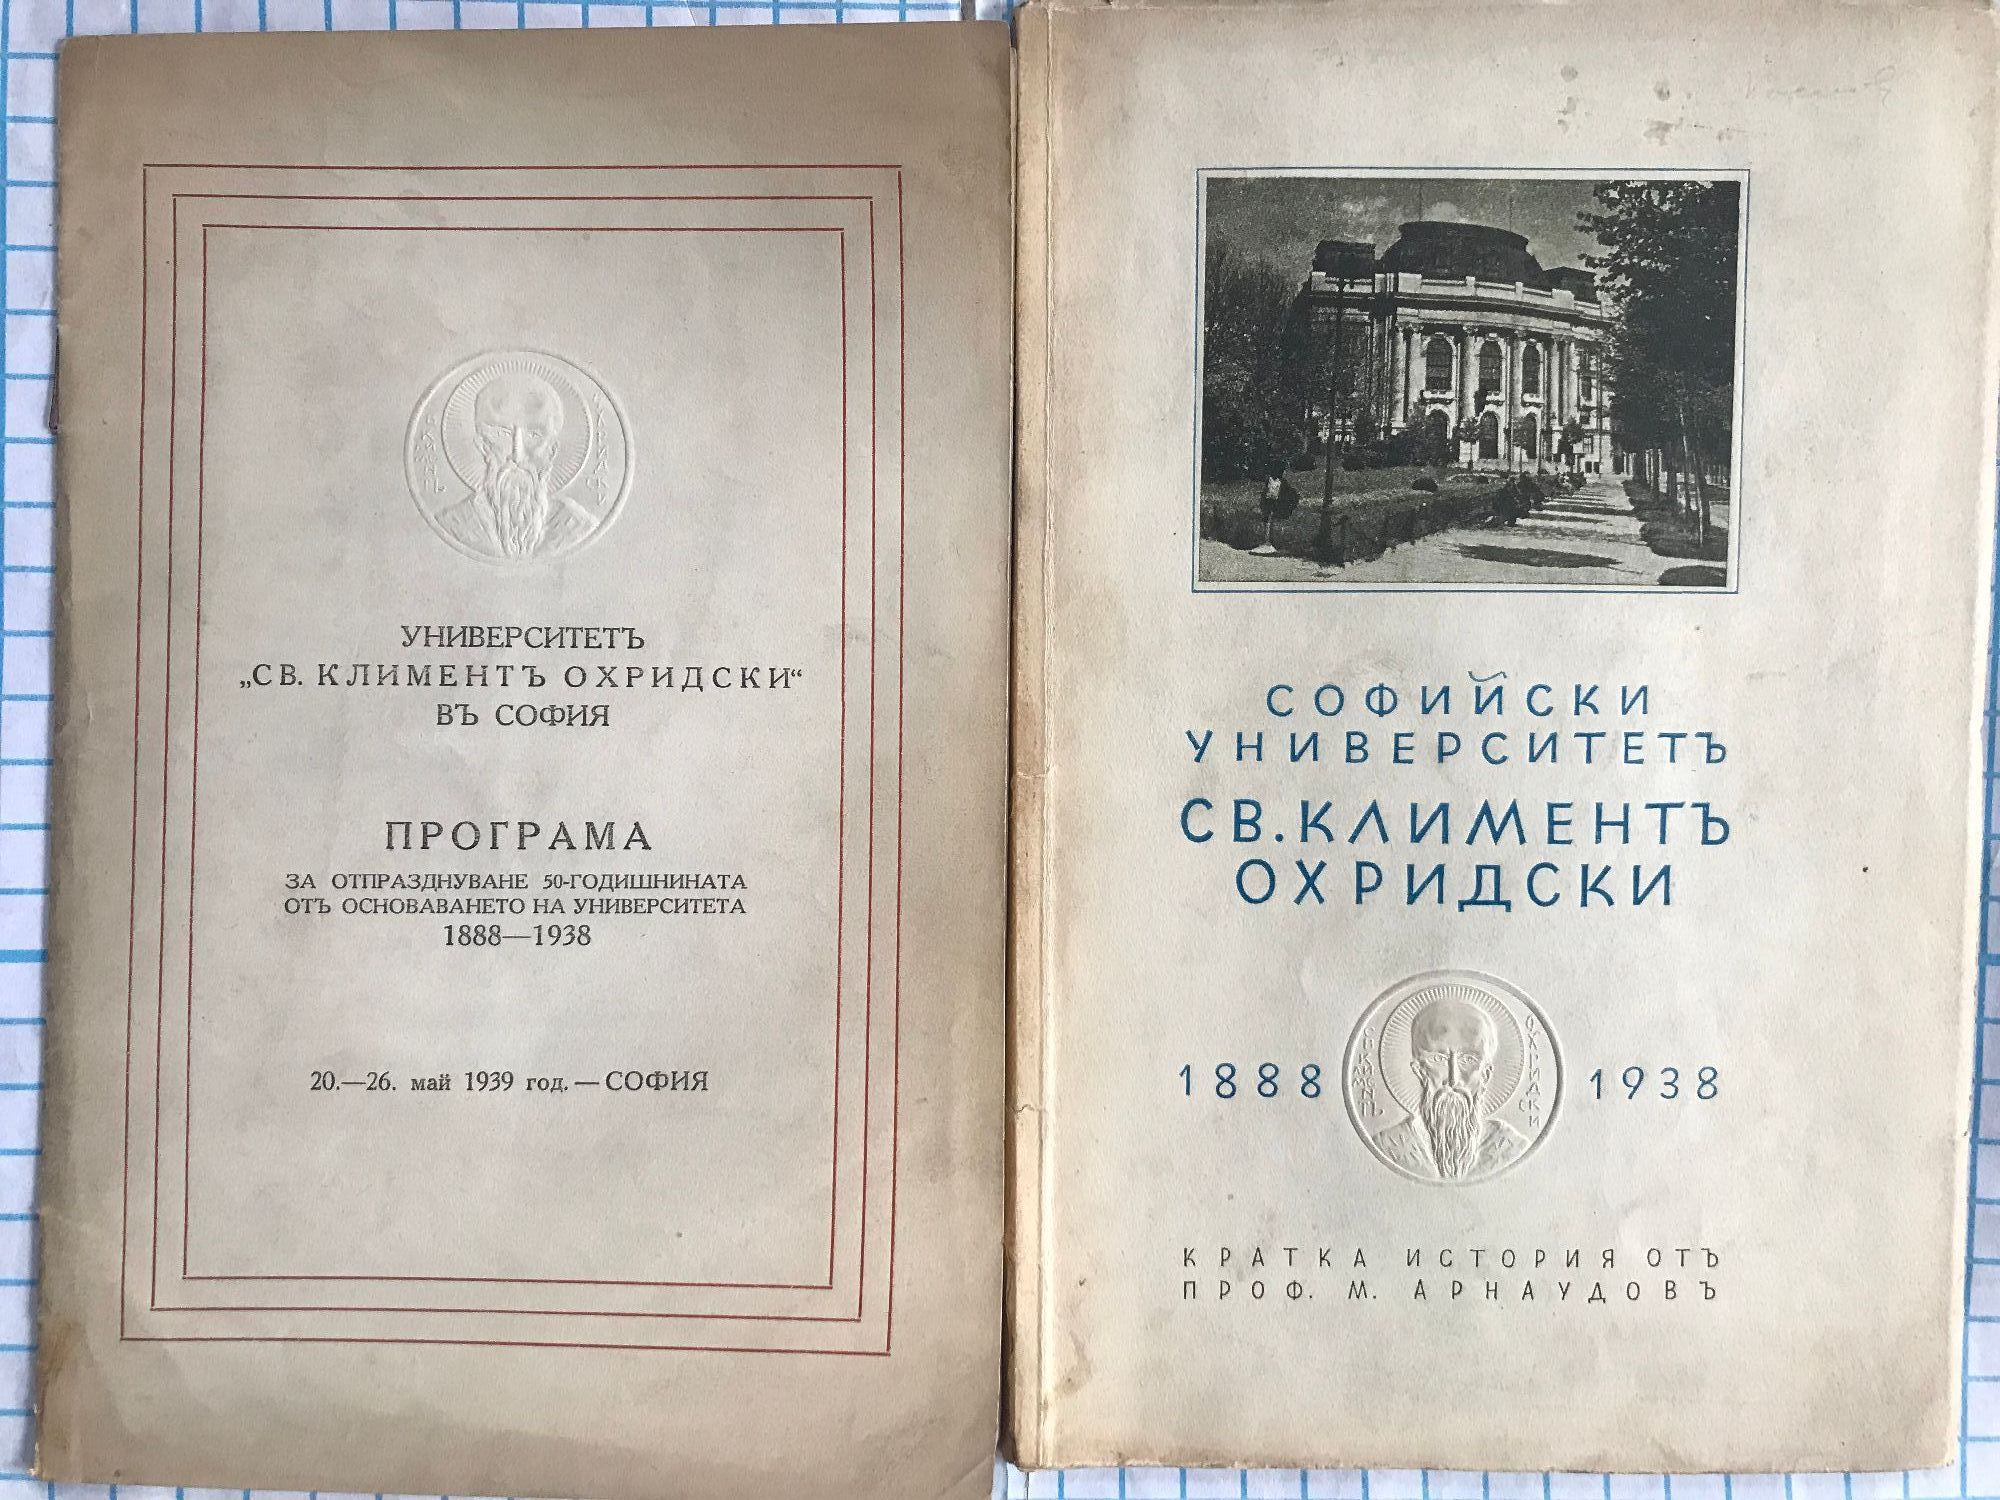 УНИВЕРСИТЕТЪ
„СВ. КЛИМЕНТЪ ОХРИДСКИ“
ВЪ СОФИЯ
ПРОГРАМА
ЗА ОТПРАЗДНУВАНЕ 50-ГОДИШНИНАТА
ОТЪ ОСНОВАВАНЕТО НА УНИВЕРСИТЕТА
1888—1938
20.—26. май 1939 год. — СОФИЯ
СОФИЙСКИ
УНИВЕРСИТЕТЪ
СВ. КЛИМЕНТЪ
ОХРИДСКИ
1888 1938
ОХРИДСКИ
КРАТКА ИСТОРИЯ ОТЪ
ПРОФ. М. АРНАУДОВЪ